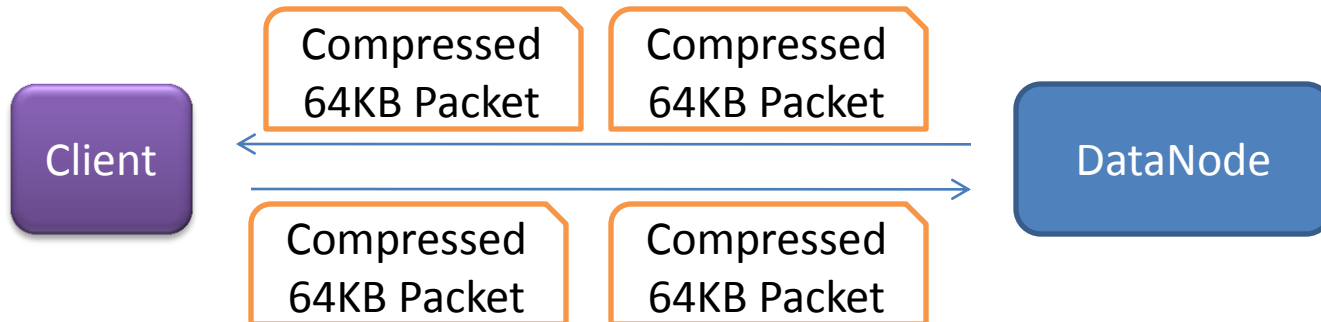 Compressed
64KB Packet
Compressed
64KB Packet
Client
DataNode
Compressed
64KB Packet
Compressed
64KB Packet